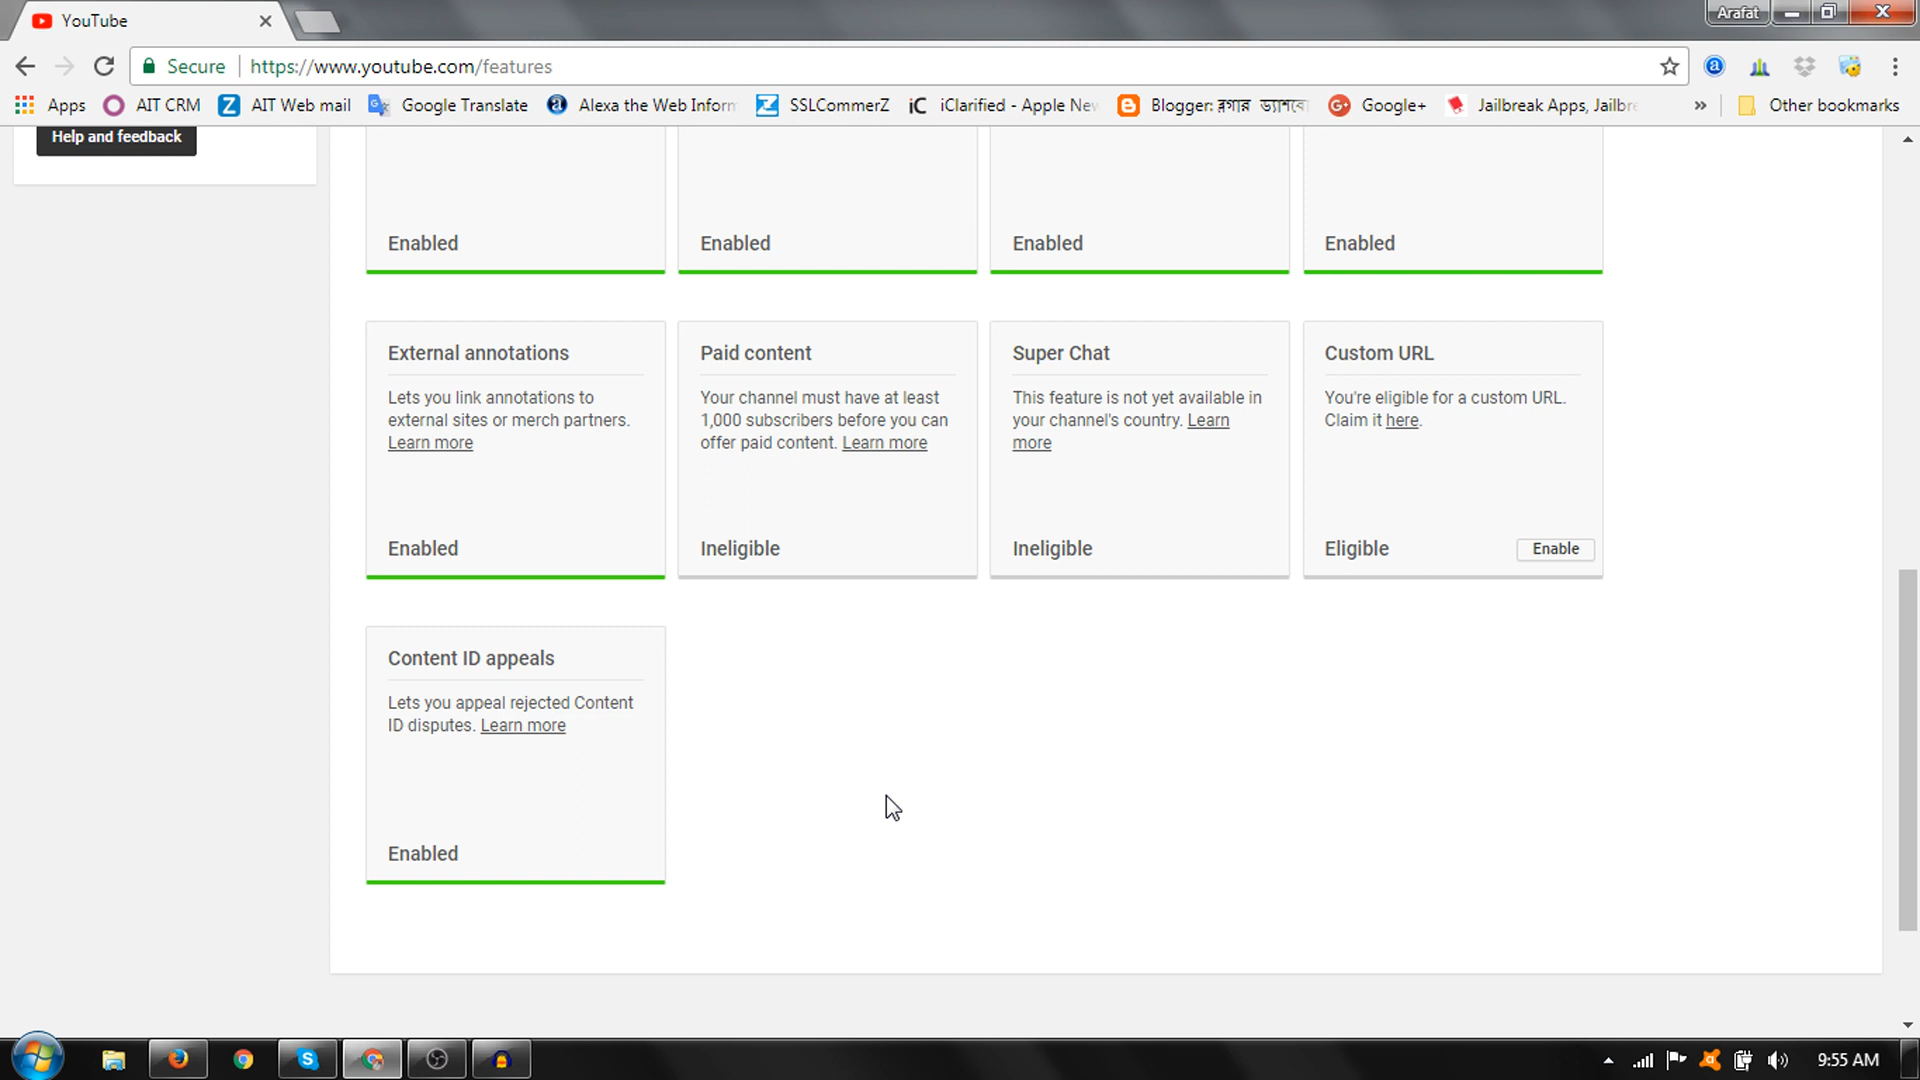 YouTube
Arafat
Secure https://www.youtube.com/features
Apps AIT CRM AIT Web mail Google Translate Alexa the Web Inform SSLCommerZ iClarified - Apple New Blogger: ব্লগার ড্যাশবো Google+ Jailbreak Apps, Jailbre » Other bookmarks
Help and feedback
Enabled Enabled Enabled Enabled
External annotations
Lets you link annotations to
external sites or merch partners.
Learn more
Enabled
Paid content
Your channel must have at least
1,000 subscribers before you can
offer paid content. Learn more
Ineligible
Super Chat
This feature is not yet available in
your channel's country. Learn
more
Ineligible
Custom URL
You're eligible for a custom URL.
Claim it here.
Eligible Enable
Content ID appeals
Lets you appeal rejected Content
ID disputes. Learn more
Enabled
9:55 AM